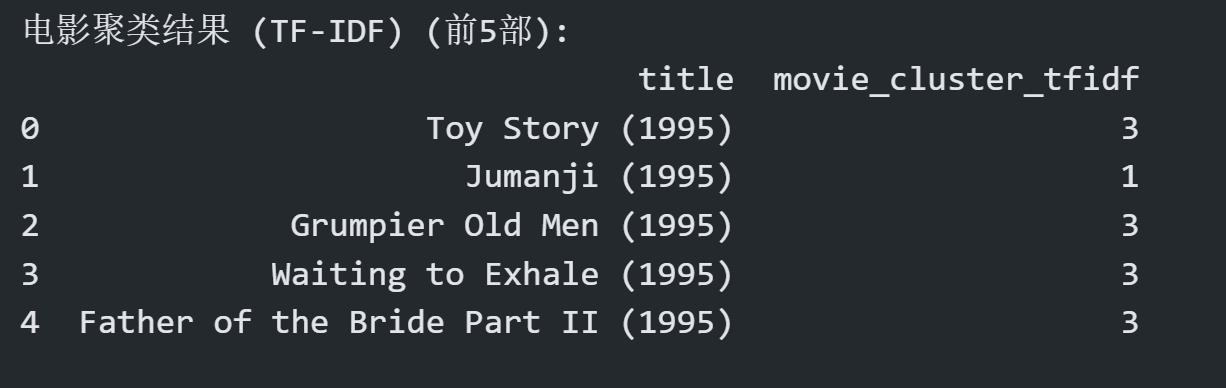 电影聚类结果 (TF-IDF) (前5部):
title movie_cluster_tfidf
0 Toy Story (1995) 3
1 Jumanji (1995) 1
2 Grumpier Old Men (1995) 3
3 Waiting to Exhale (1995) 3
4 Father of the Bride Part II (1995) 3